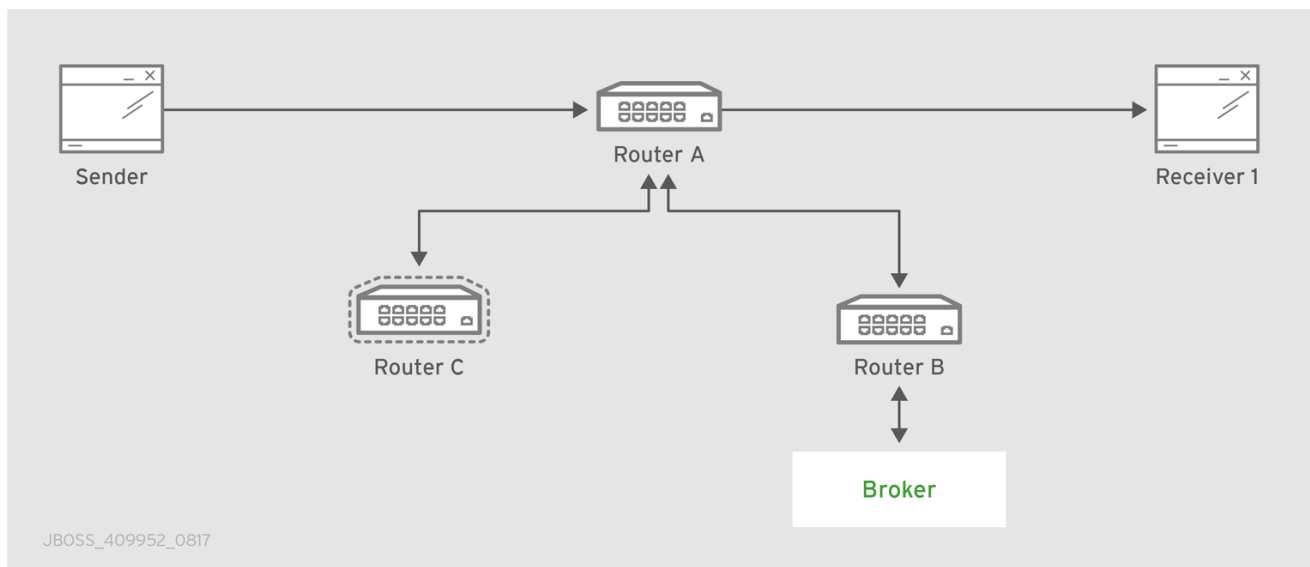 Sender
Router A
Receiver 1
Router C
Router B
Broker
JBOSS_409952_0817